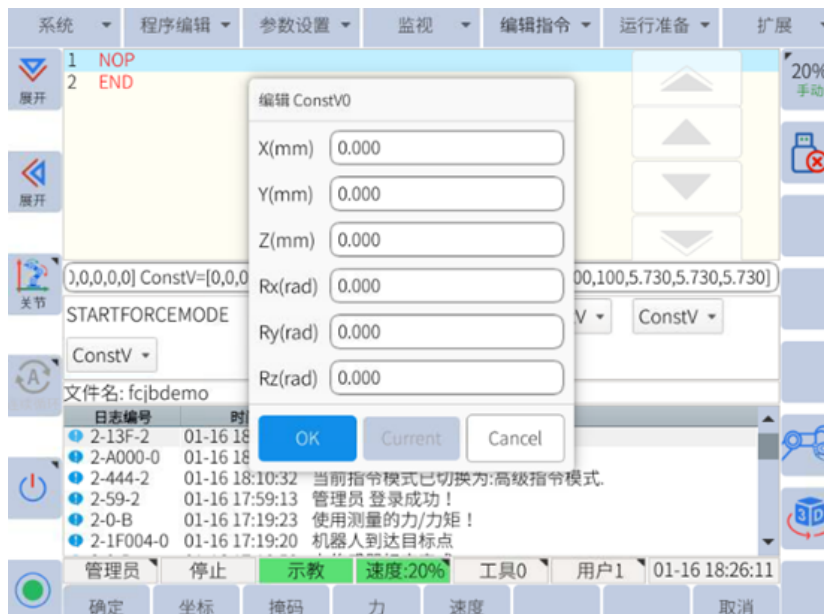 系统 程序编辑 参数设置 监视 编辑指令 运行准备 扩展
展开
1 NOP
2 END
20%
手动
编辑 ConstV0
X(mm) 0.000
Y(mm) 0.000
Z(mm) 0.000
Rx(rad) 0.000
Ry(rad) 0.000
Rz(rad) 0.000
OK Current Cancel
展开
关节
),0,0,0,0] ConstV=[0,0,0 00,100,5.730,5.730,5.730]
STARTFORCEMODE V ConstV
ConstV
文件名: fcjbdemo
日志编号
2-13F-2 01-16 18
2-A000-0 01-16 18
2-444-2 01-16 18:10:32 当前指令模式已切换为:高级指令模式.
2-59-2 01-16 17:59:13 管理员 登录成功！
2-0-B 01-16 17:19:23 使用测量的力/力矩！
2-1F004-0 01-16 17:19:20 机器人到达目标点
A
3D
管理员 停止 示教 速度:20% 工具0 用户1 01-16 18:26:11
确定 坐标 掩码 力 速度 取消